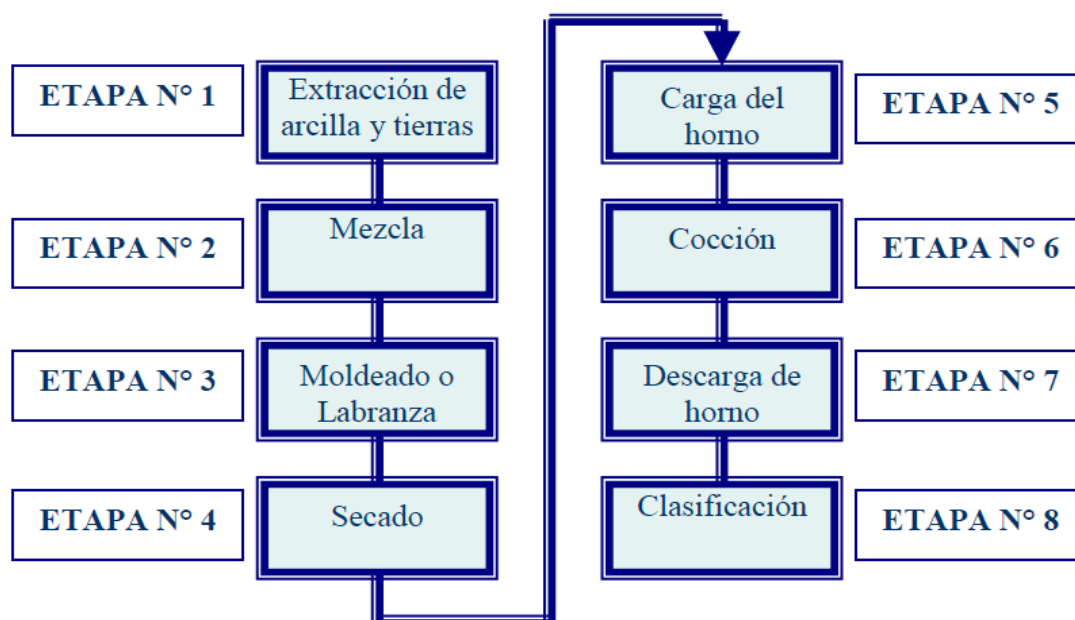 ETAPA N° 1
Extracción de
arcilla y tierras
ETAPA N° 2
Mezcla
ETAPA N° 3
Moldeado o
Labranza
ETAPA N° 4
Secado
Carga del
horno
ETAPA N° 5
Cocción
ETAPA N° 6
Descarga de
horno
ETAPA N° 7
Clasificación
ETAPA N° 8